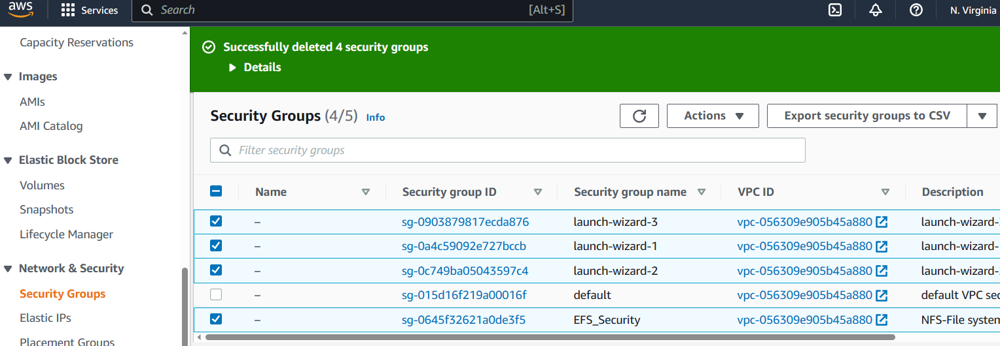 aws Services Search [Alt+S] N. Virginia
Capacity Reservations
Images
AMIs
AMI Catalog
Elastic Block Store
Volumes
Snapshots
Lifecycle Manager
Network & Security
Security Groups
Elastic IPs
Placement Groups
Successfully deleted 4 security groups
Details
Security Groups (4/5) Info Actions Export security groups to CSV
Filter security groups
Name Security group ID Security group name VPC ID Description
– sg-0903879817ecda876 launch-wizard-3 vpc-056309e905b45a880 launch-wizard-
– sg-0a4c59092e727bccb launch-wizard-1 vpc-056309e905b45a880 launch-wizard-
– sg-0c749ba05043597c4 launch-wizard-2 vpc-056309e905b45a880 launch-wizard-
– sg-015d16f219a00016f default vpc-056309e905b45a880 default VPC sec
– sg-0645f32621a0de3f5 EFS_Security vpc-056309e905b45a880 NFS-File system